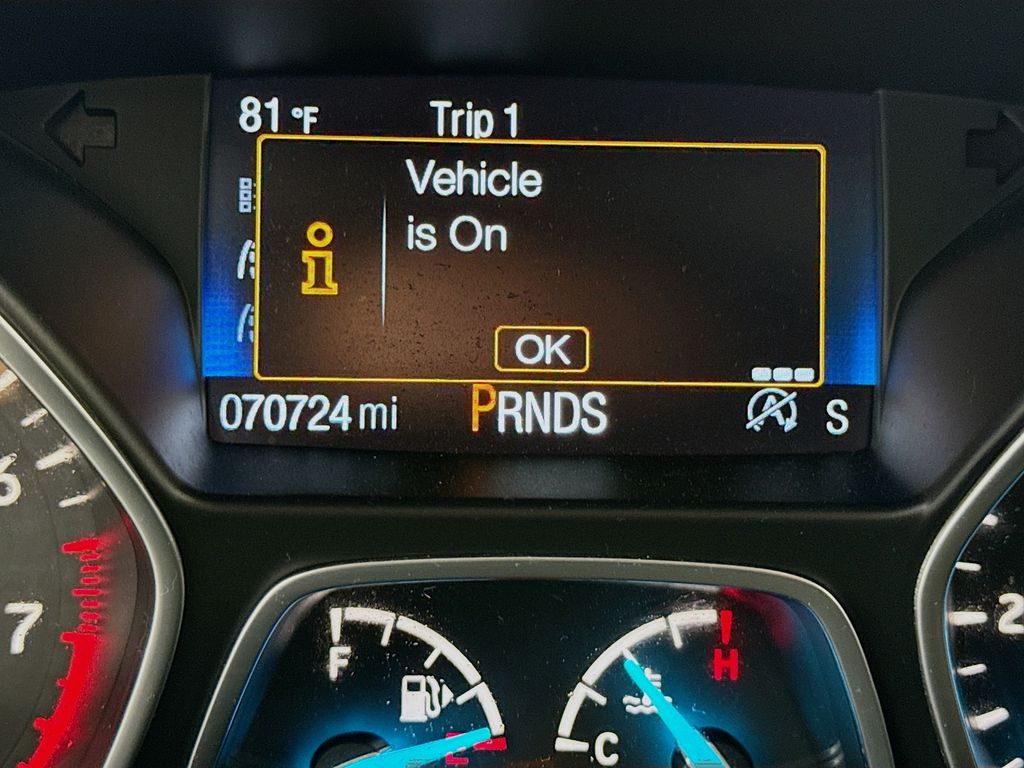 81 °F Trip 1
Vehicle
is On
i
OK
070724 mi PRNDS A S
6
7
F
E
H
C
2